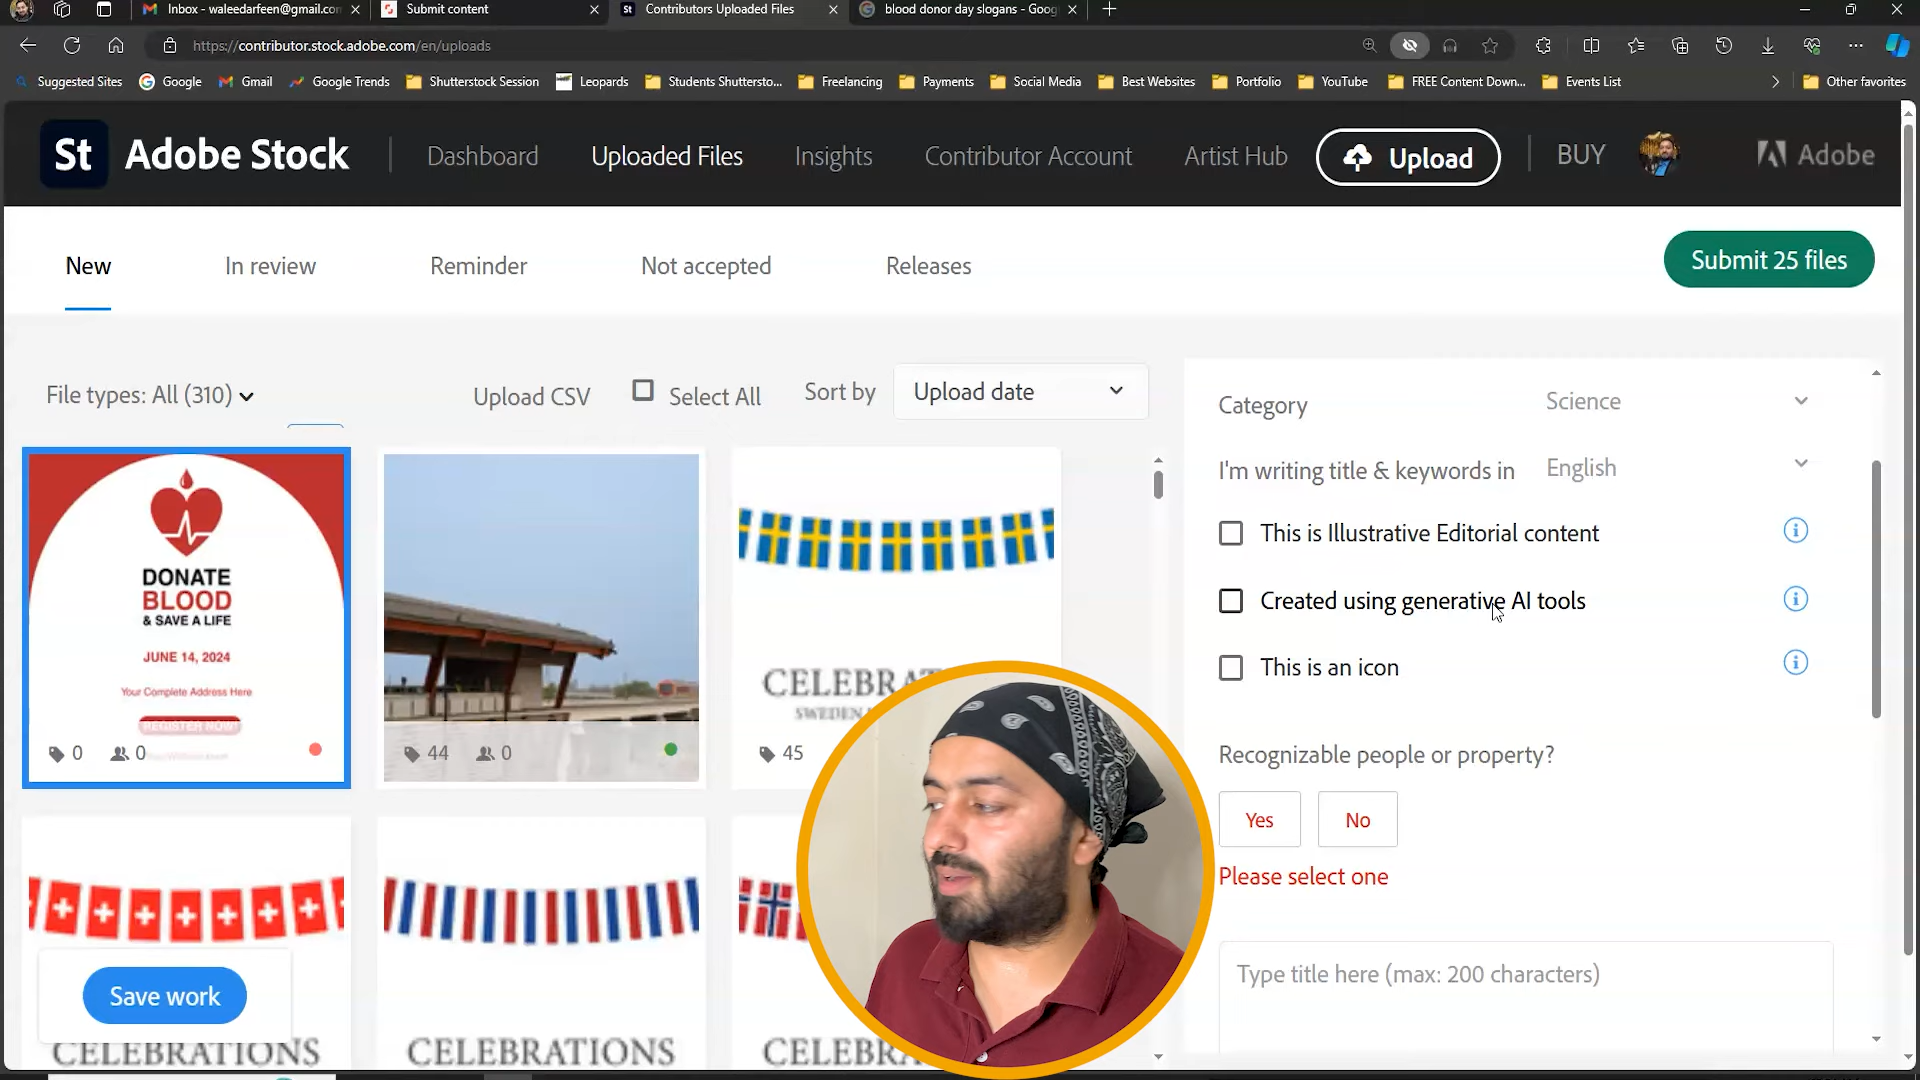 Inbox - waleedarfeen@gmail.con
Submit content
St Contributors Uploaded Files
blood donor day slogans - Goog
https://contributor.stock.adobe.com/en/uploads
Suggested Sites
Google
Gmail
Google Trends
Shutterstock Session
Leopards
Students Shuttersto...
Freelancing
Payments
Social Media
Best Websites
Portfolio
YouTube
FREE Content Down...
Events List
Other favorites
St Adobe Stock
Dashboard
Uploaded Files
Insights
Contributor Account
Artist Hub
Upload
BUY
Adobe
New
In review
Reminder
Not accepted
Releases
Submit 25 files
File types: All (310)
Upload CSV
Select All
Sort by
Upload date
DONATE
BLOOD
& SAVE A LIFE
JUNE 14, 2024
Your Complete Address Here
REGISTER NOW!
0 0
44 0
CELEBRA
SWEDEN
45
Save work
CELEBRATIONS
CELEBRATIONS
CELEBRA
Category
Science
I'm writing title & keywords in
English
This is Illustrative Editorial content
Created using generative AI tools
This is an icon
Recognizable people or property?
Yes
No
Please select one
Type title here (max: 200 characters)